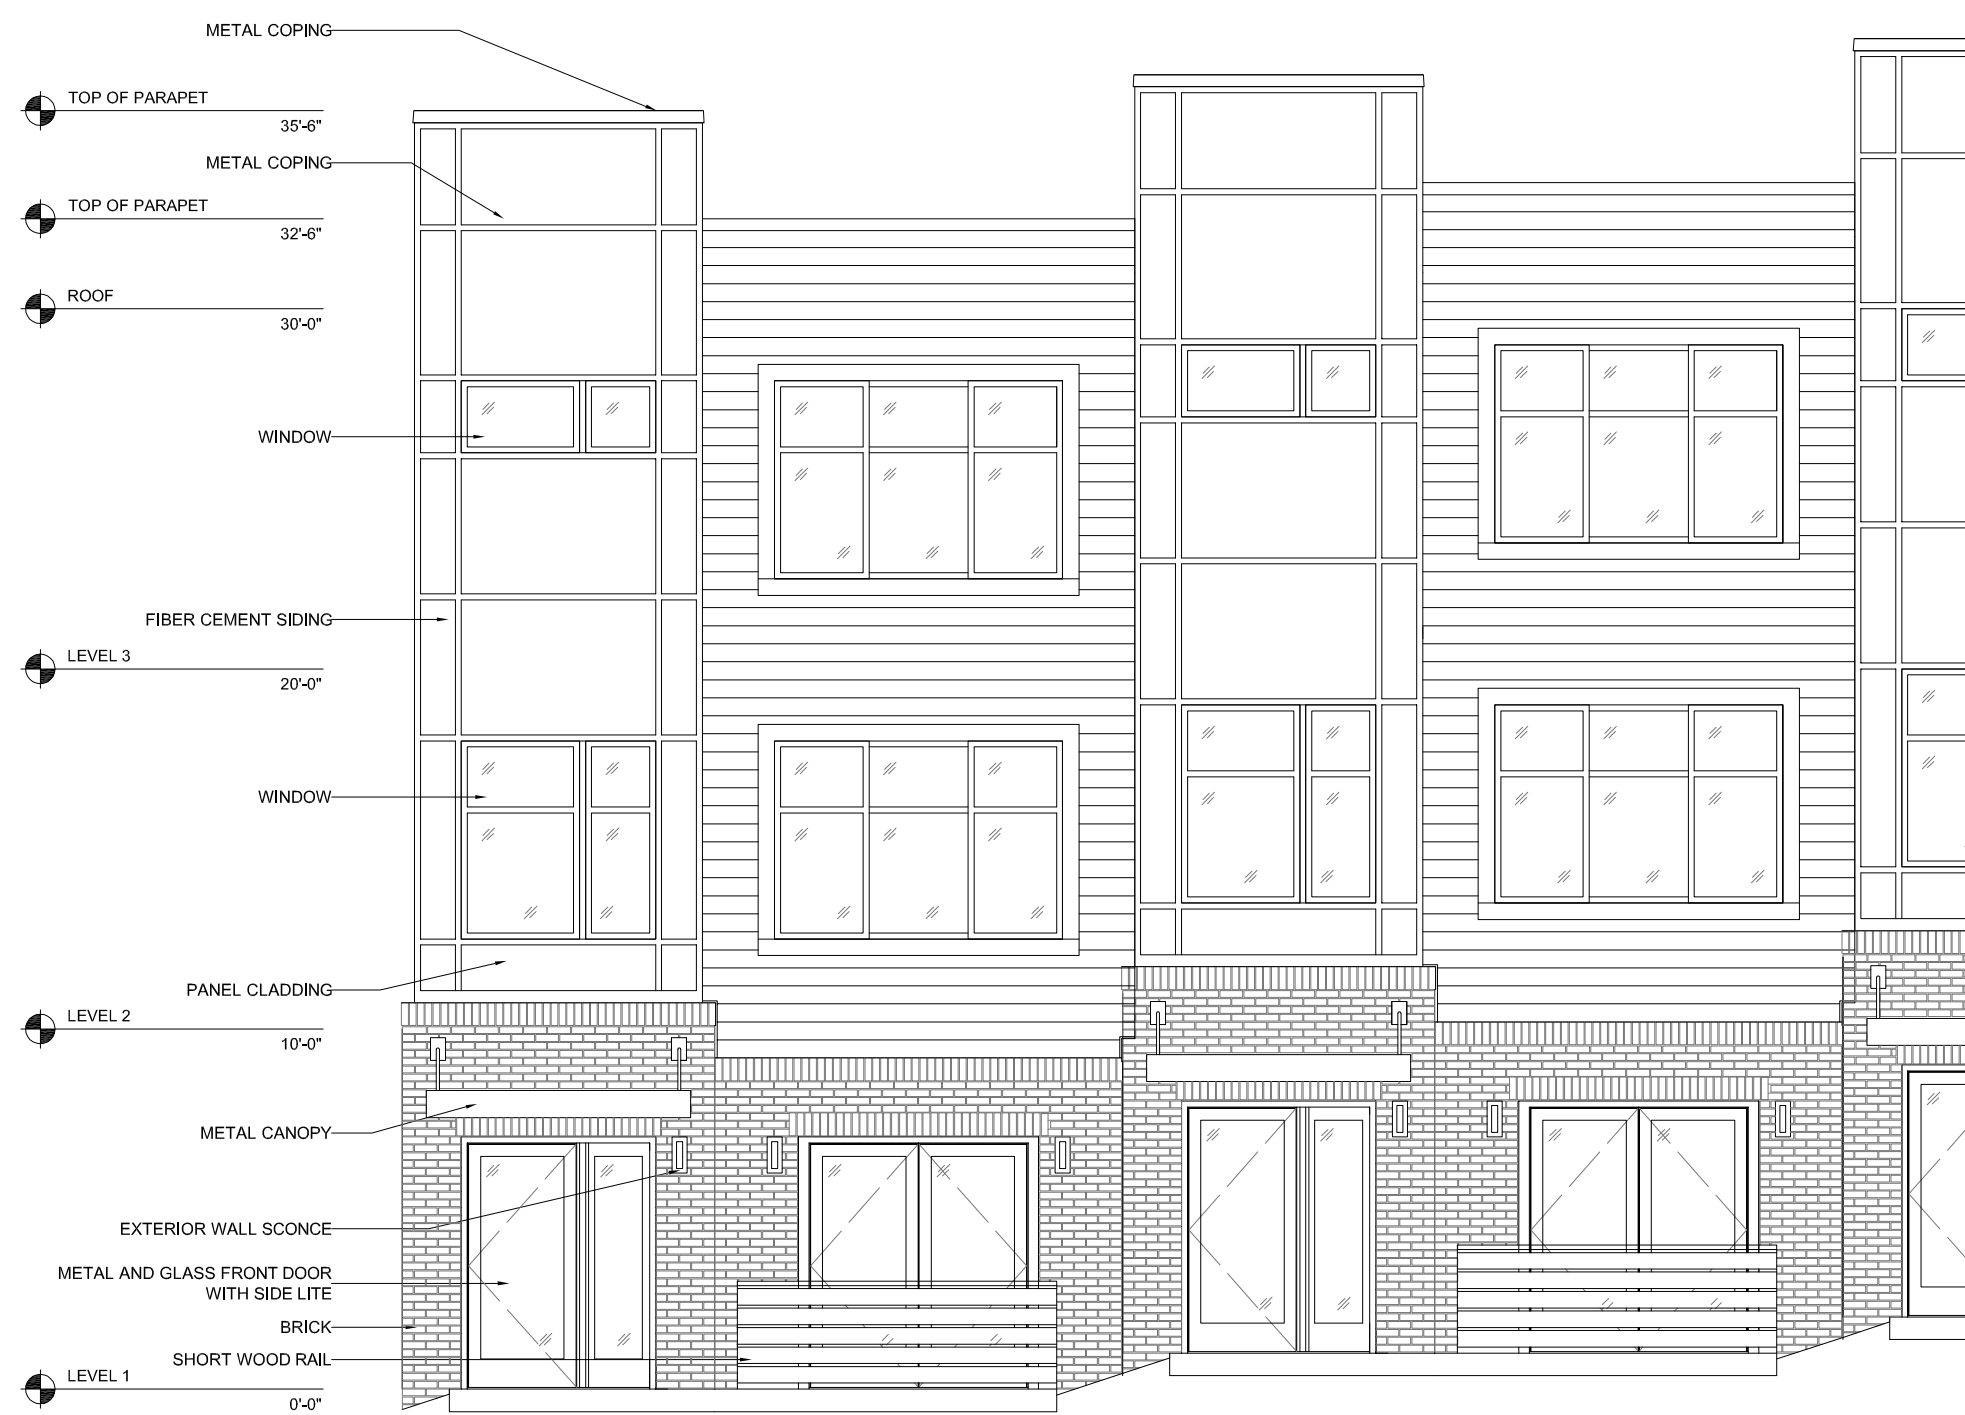 METAL COPING
TOP OF PARAPET
35'-6"
METAL COPING
TOP OF PARAPET
32'-6"
ROOF
30'-0"
WINDOW
FIBER CEMENT SIDING
LEVEL 3
20'-0"
WINDOW
PANEL CLADDING
LEVEL 2
10'-0"
METAL CANOPY
EXTERIOR WALL SCONCE
METAL AND GLASS FRONT DOOR
WITH SIDE LITE
BRICK
SHORT WOOD RAIL
LEVEL 1
0'-0"